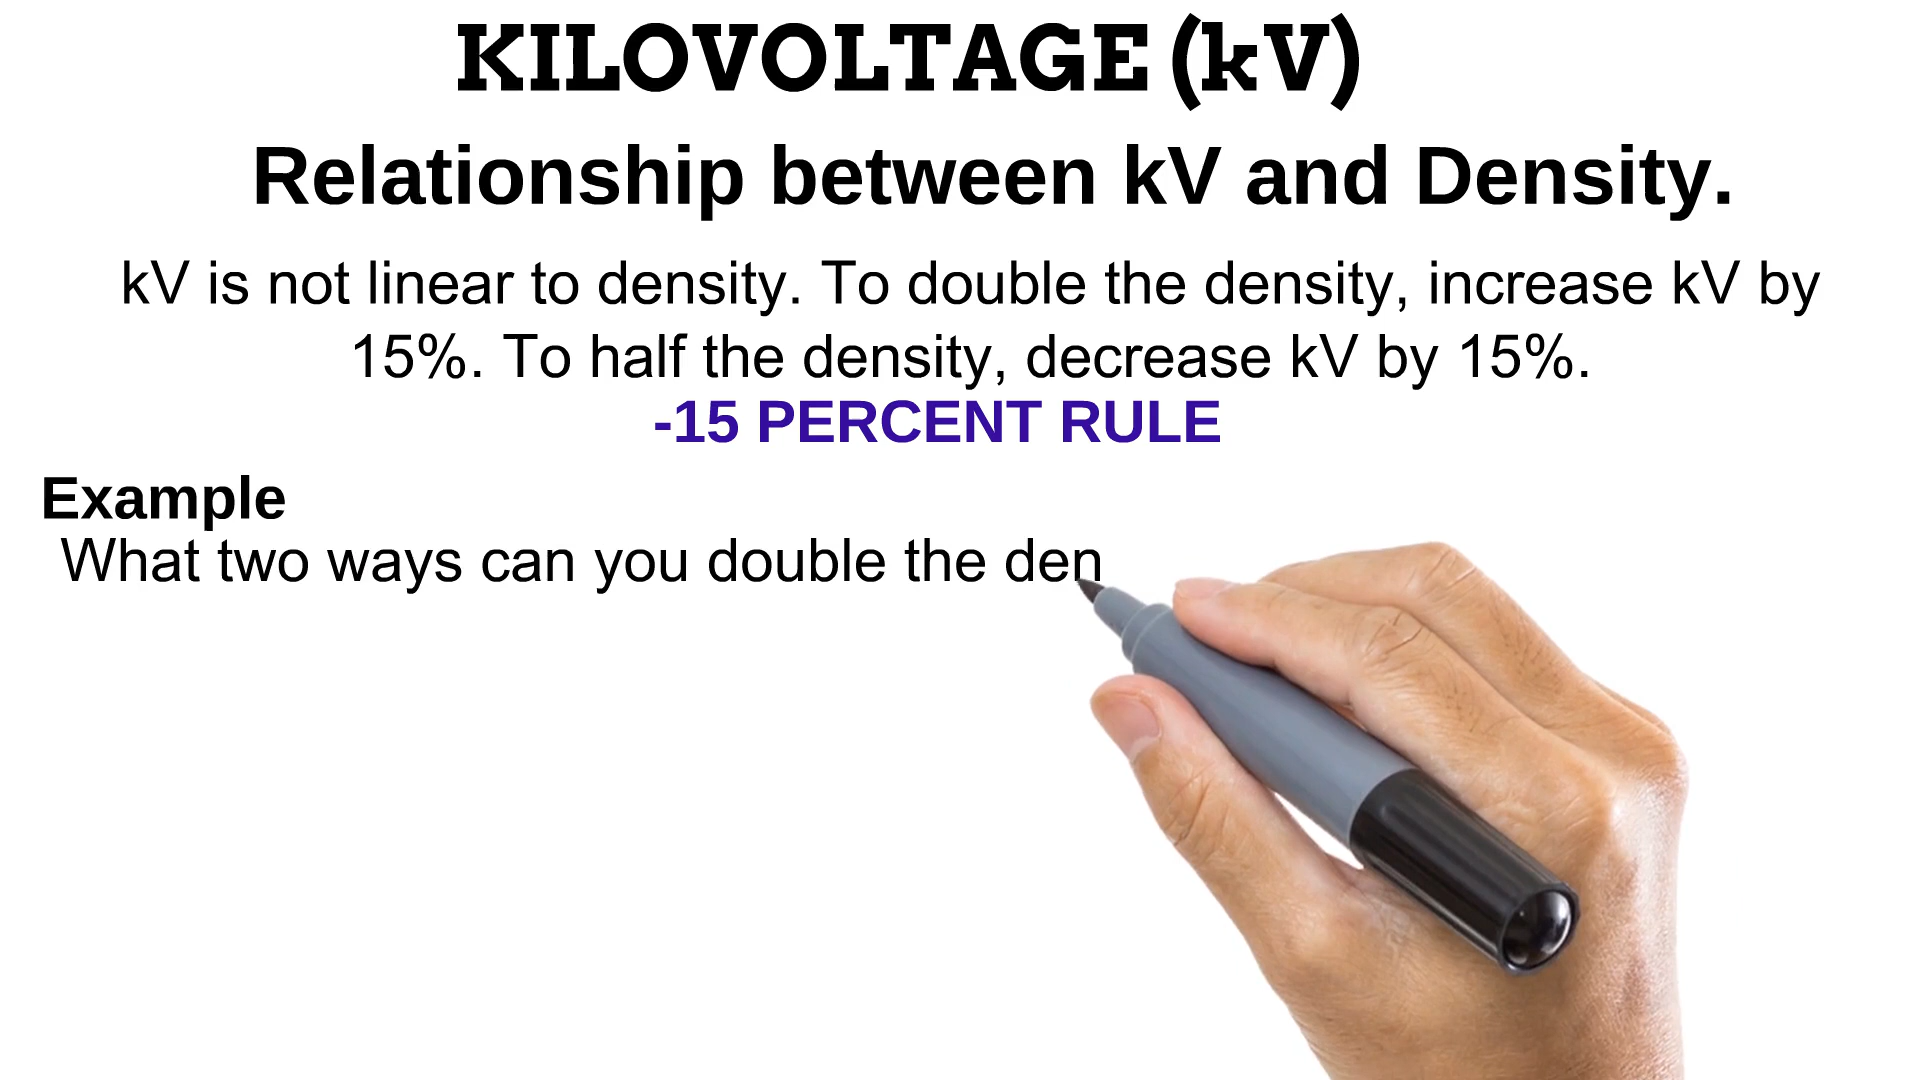 KILOVOLTAGE (kV)
Relationship between kV and Density.
kV is not linear to density. To double the density, increase kV by
15%. To half the density, decrease kV by 15%.
-15 PERCENT RULE
Example
What two ways can you double the den